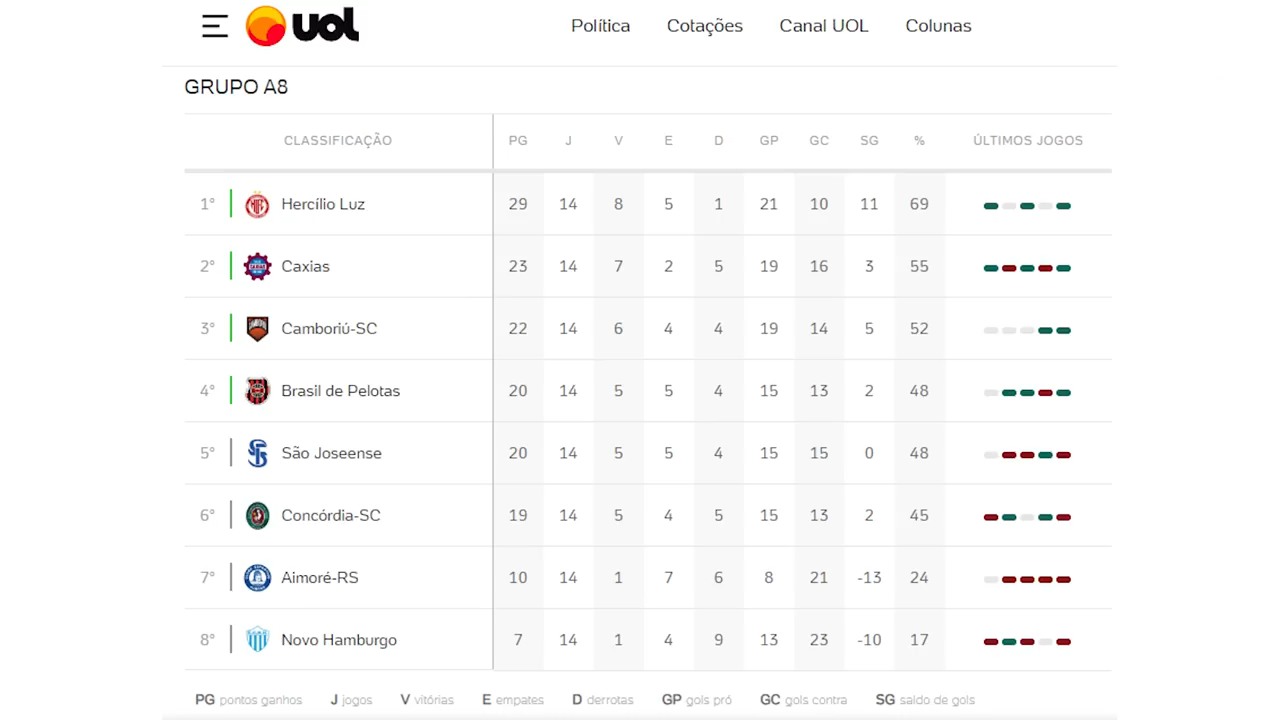 UOL Política Cotações Canal UOL Colunas
GRUPO A8
CLASSIFICAÇÃO PG J V E D GP GC SG % ÚLTIMOS JOGOS
1° Hercílio Luz 29 14 8 5 1 21 10 11 69
2° Caxias 23 14 7 2 5 19 16 3 55
3° Camboriú-SC 22 14 6 4 4 19 14 5 52
4° Brasil de Pelotas 20 14 5 5 4 15 13 2 48
5° São Joseense 20 14 5 5 4 15 15 0 48
6° Concórdia-SC 19 14 5 4 5 15 13 2 45
7° Aimoré-RS 10 14 1 7 6 8 21 -13 24
8° Novo Hamburgo 7 14 1 4 9 13 23 -10 17
PG pontos ganhos J jogos V vitórias E empates D derrotas GP gols pró GC gols contra SG saldo de gols